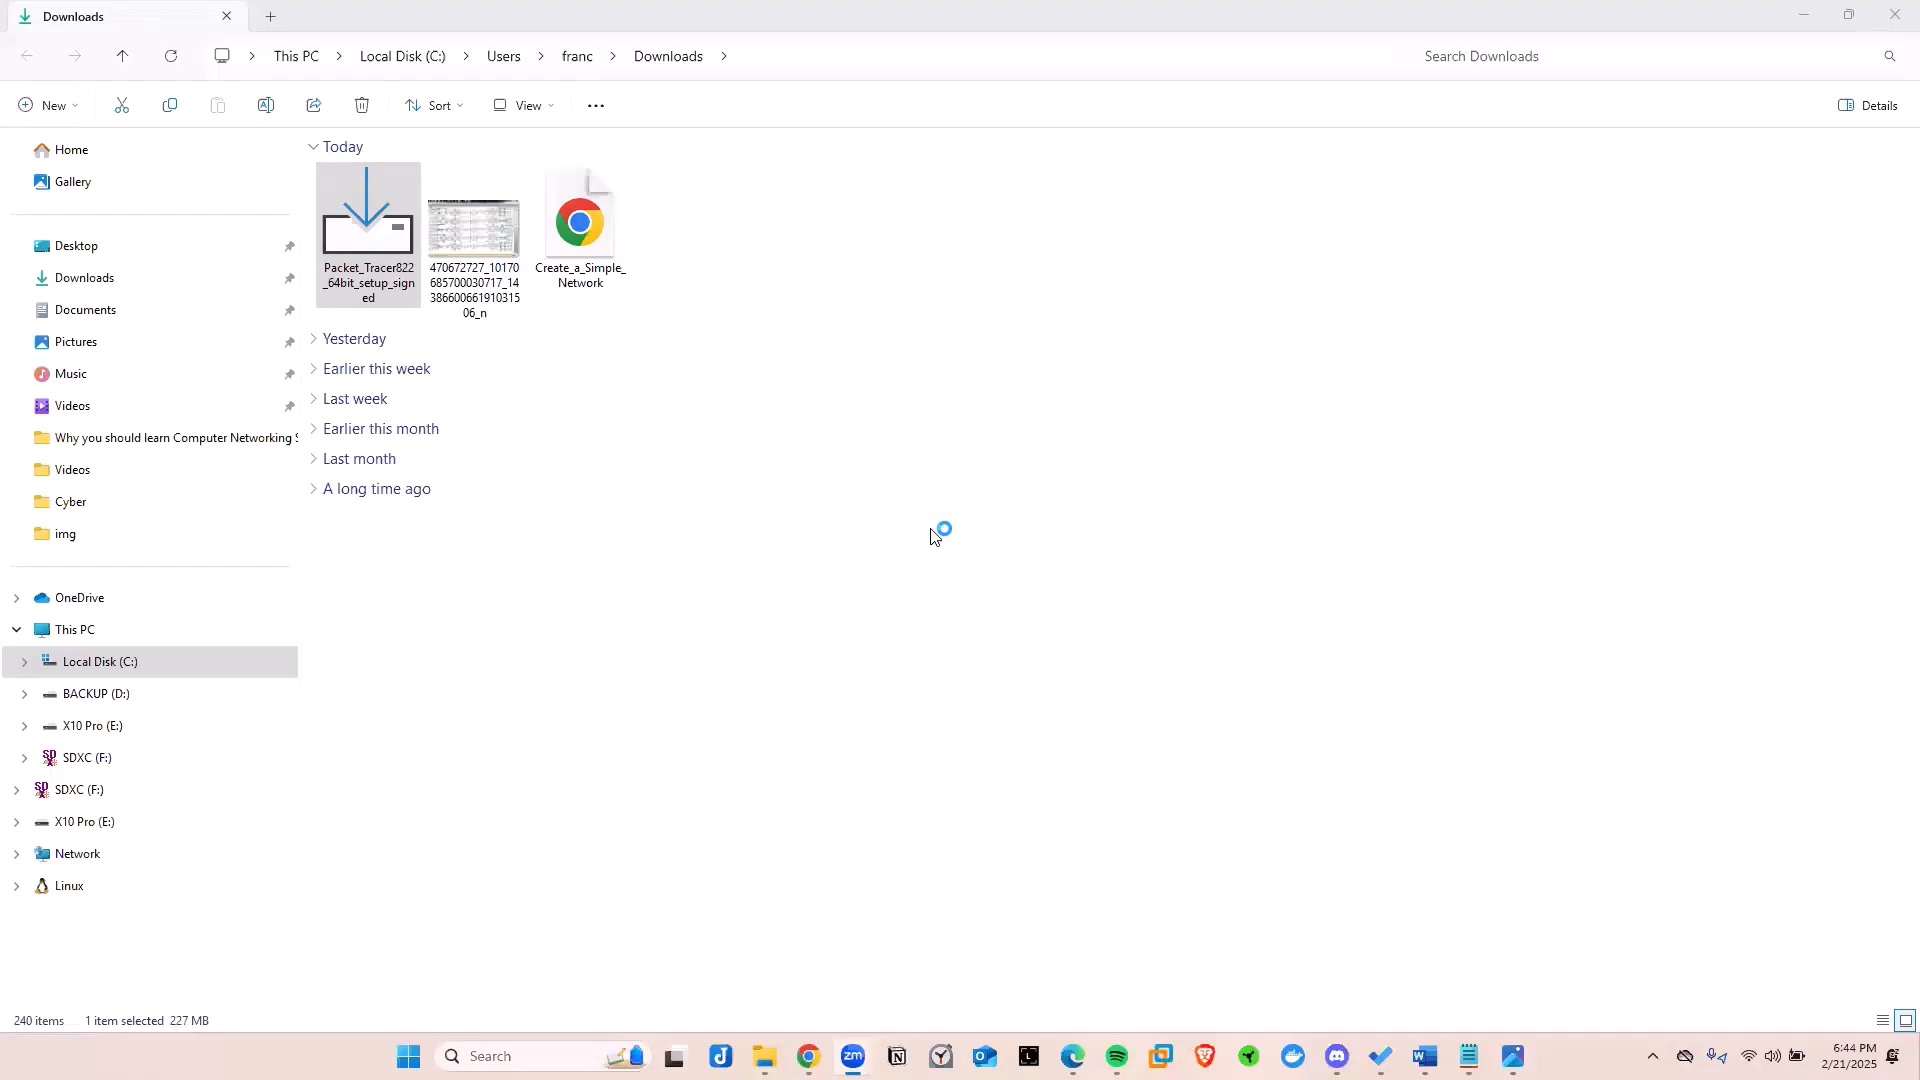 Downloads
This PC
Local Disk (C:)
Users
franc
Downloads
Search Downloads
New
Sort
View
Details
Home
Gallery
Desktop
Downloads
Documents
Pictures
Music
Videos
Why you should learn Computer Networking S
Videos
Cyber
img
OneDrive
This PC
Local Disk (C:)
BACKUP (D:)
X10 Pro (E:)
SDXC (F:)
SDXC (F:)
X10 Pro (E:)
Network
Linux
Today
Packet_Tracer822
_64bit_setup_sign
ed
470672727_10170
685700030717_14
386600661910315
06_n
Create_a_Simple_
Network
Yesterday
Earlier this week
Last week
Earlier this month
Last month
A long time ago
240 items
1 item selected 227 MB
Search
zm
6:44 PM
2/21/2025